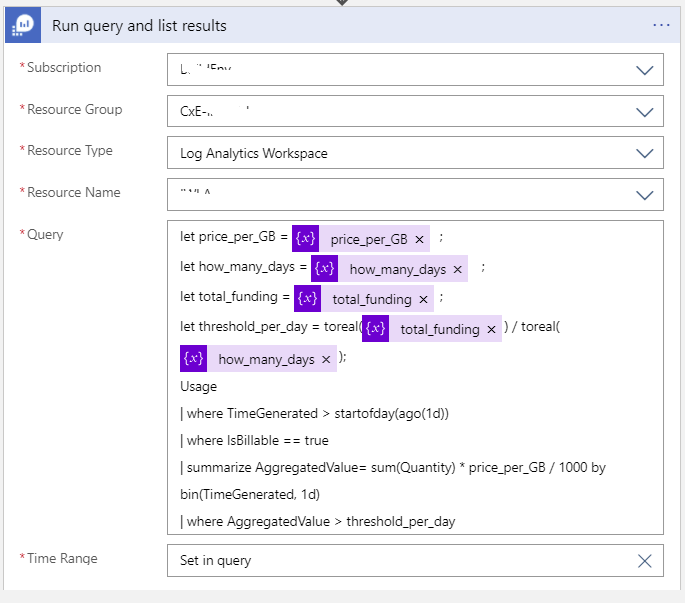 Run query and list results
* Subscription
* Resource Group
CxE-
* Resource Type
Log Analytics Workspace
* Resource Name
* Query
let price_per_GB = {x} price_per_GB × ;
let how_many_days = {x} how_many_days × ;
let total_funding = {x} total_funding × ;
let threshold_per_day = toreal({x} total_funding × ) / toreal(
{x} how_many_days × );
Usage
| where TimeGenerated > startofday(ago(1d))
| where IsBillable == true
| summarize AggregatedValue= sum(Quantity) * price_per_GB / 1000 by
bin(TimeGenerated, 1d)
| where AggregatedValue > threshold_per_day
* Time Range
Set in query